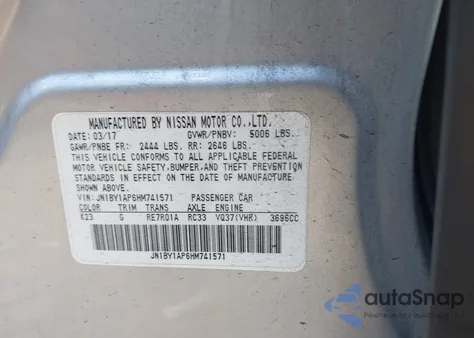 MANUFACTURED BY NISSAN MOTOR CO.,LTD.
DATE: 03/17 GVWR/PNBV: 5006 LBS.
GAWR/PNBE FR: 2444 LBS. RR: 2646 LBS.
THIS VEHICLE CONFORMS TO ALL APPLICABLE FEDERAL
MOTOR VEHICLE SAFETY, BUMPER, AND THEFT PREVENTION
STANDARDS IN EFFECT ON THE DATE OF MANUFACTURE
SHOWN ABOVE.
VIN: JN1BY1AP6HM741571 PASSENGER CAR
COLOR TRIM TRANS AXLE ENGINE
K23 G RE7R01A RC33 VQ37(VHR) 3696CC
JN1BY1AP6HM741571
autoSnap